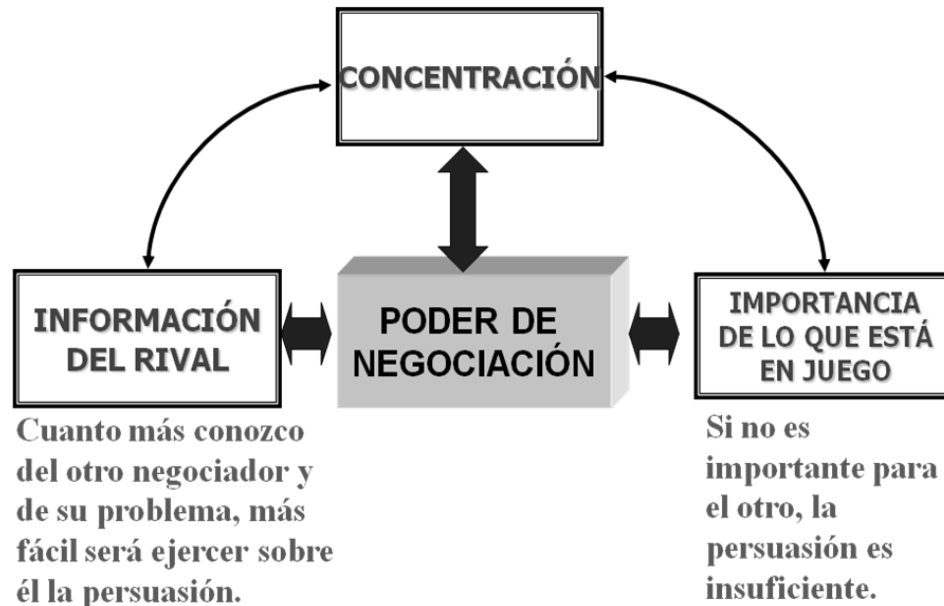 CONCENTRACIÓN
INFORMACIÓN
DEL RIVAL
PODER DE
NEGOCIACIÓN
IMPORTANCIA
DE LO QUE ESTÁ
EN JUEGO
Cuanto más conozco
del otro negociador y
de su problema, más
fácil será ejercer sobre
él la persuasión.
Si no es
importante para
el otro, la
persuasión es
insuficiente.